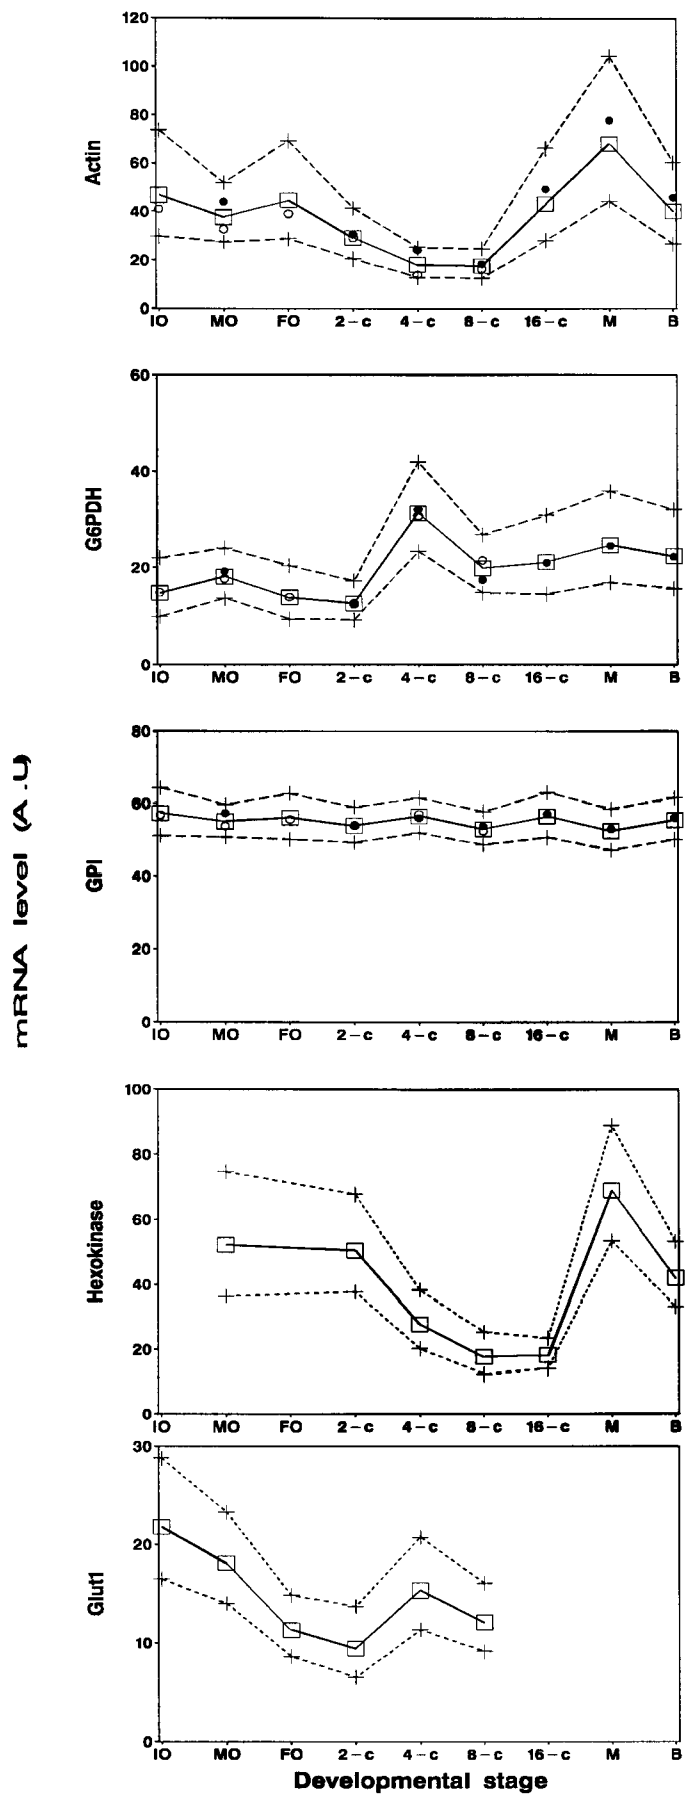 mRNA level (A.U)
Actin
120
100
80
60
40
20
0
IO MO FO 2-c 4-c 8-c 16-c M B
G6PDH
60
40
20
0
IO MO FO 2-c 4-c 8-c 16-c M B
GPI
80
60
40
20
0
IO MO FO 2-c 4-c 8-c 16-c M B
Hexokinase
100
80
60
40
20
0
IO MO FO 2-c 4-c 8-c 16-c M B
Glut1
30
20
10
0
IO MO FO 2-c 4-c 8-c 16-c M B
Developmental stage